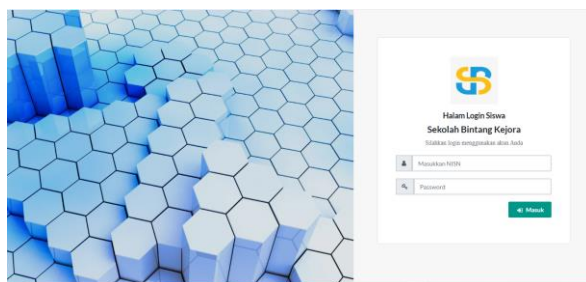 Halam Login Siswa
Sekolah Bintang Kejora
Silahkan login menggunakan akun Anda
Masukkan NISN
Password
Masuk